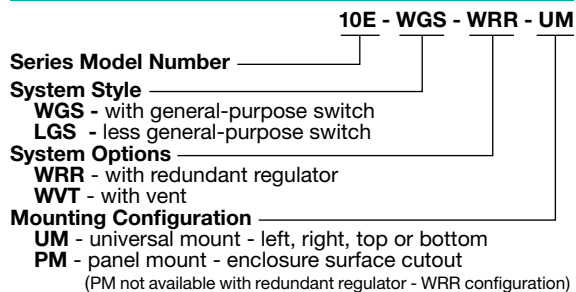 10E - WGS - WRR - UM
Series Model Number
System Style
WGS - with general-purpose switch
LGS - less general-purpose switch
System Options
WRR - with redundant regulator
WVT - with vent
Mounting Configuration
UM - universal mount - left, right, top or bottom
PM - panel mount - enclosure surface cutout
(PM not available with redundant regulator - WRR configuration)